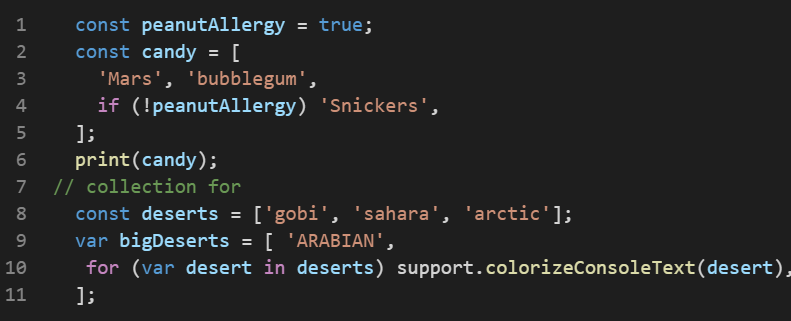 1 const peanutAllergy = true;
2 const candy = [
3 'Mars', 'bubblegum',
4 if (!peanutAllergy) 'Snickers',
5 ];
6 print(candy);
7 // collection for
8 const deserts = ['gobi', 'sahara', 'arctic'];
9 var bigDeserts = [ 'ARABIAN',
10 for (var desert in deserts) support.colorizeConsoleText(desert),
11 ];